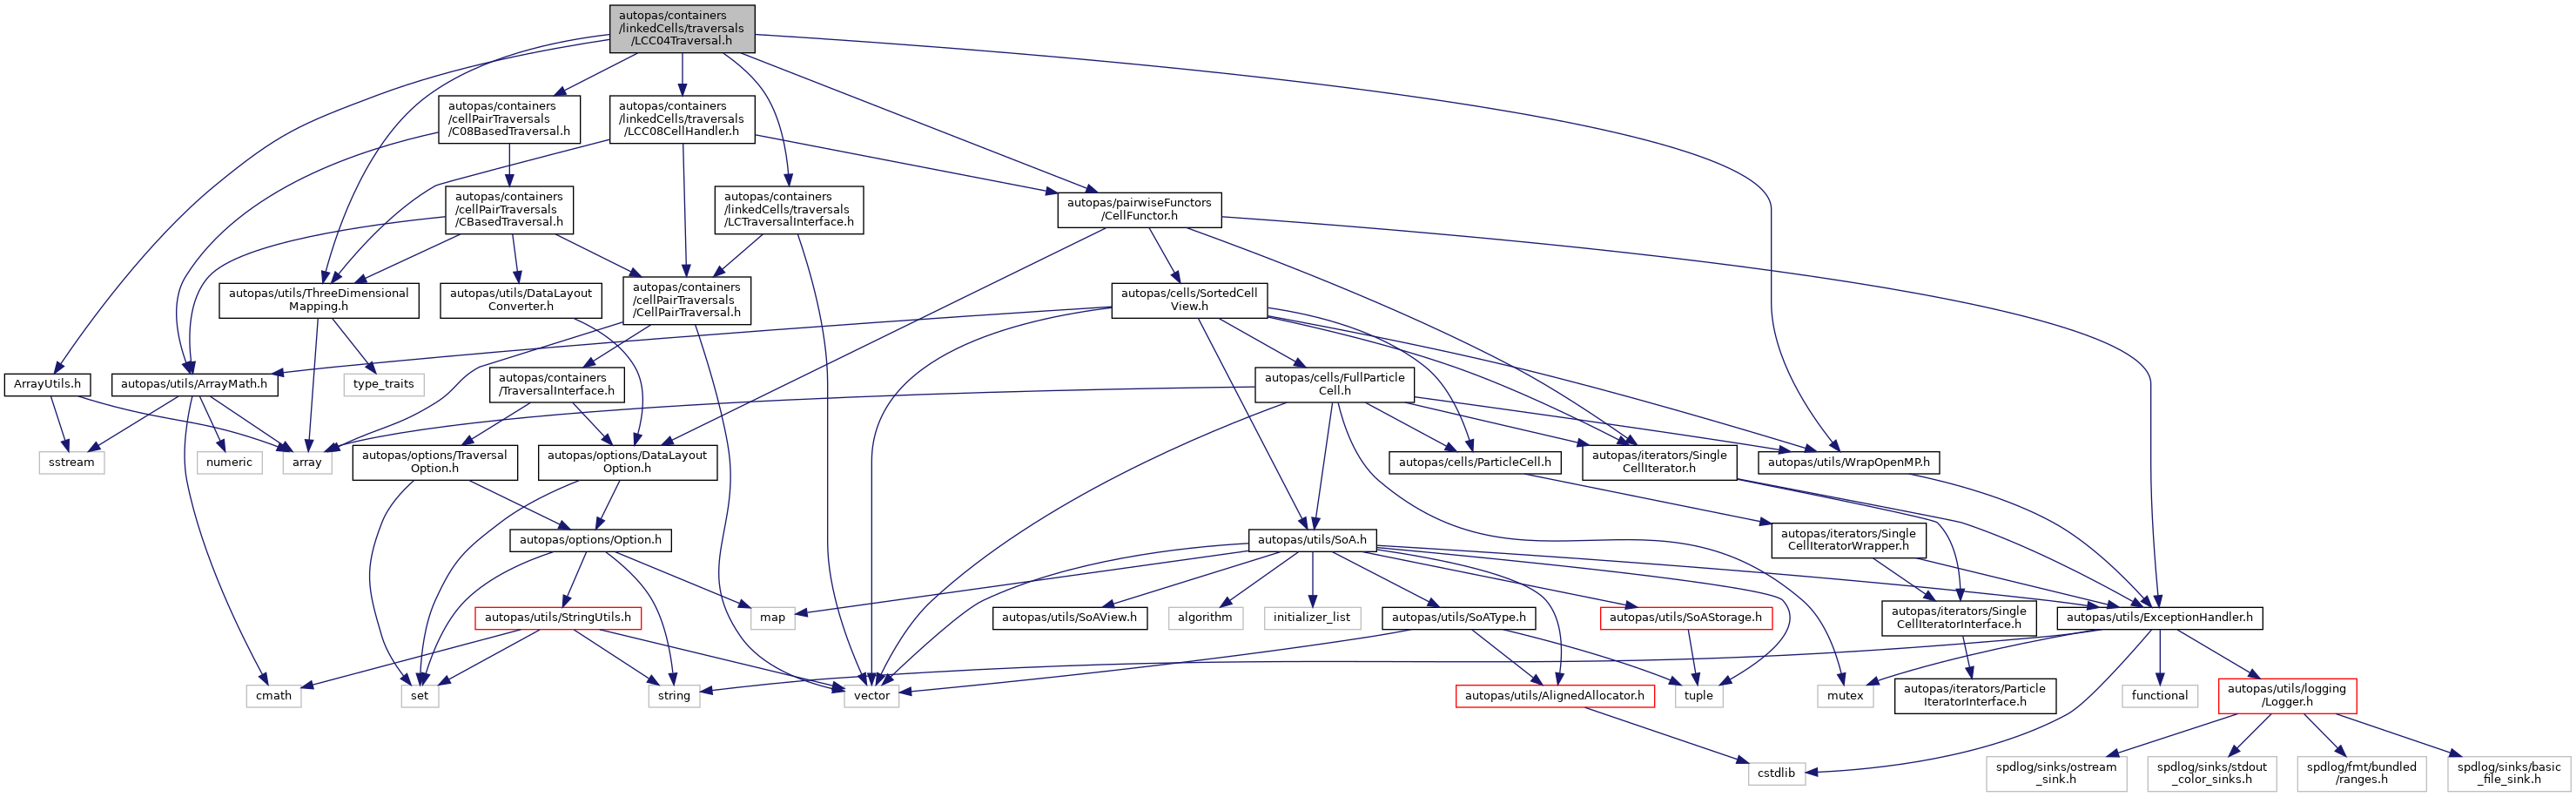 autopas/containers
/linkedCells/traversals
/LCC04Traversal.h
autopas/containers
/cellPairTraversals
/C08BasedTraversal.h
autopas/containers
/linkedCells/traversals
/LCC08CellHandler.h
autopas/containers
/cellPairTraversals
/CBasedTraversal.h
autopas/containers
/linkedCells/traversals
/LCTraversalInterface.h
autopas/pairwiseFunctors
/CellFunctor.h
autopas/utils/ThreeDimensional
Mapping.h
autopas/utils/DataLayout
Converter.h
autopas/containers
/cellPairTraversals
/CellPairTraversal.h
autopas/cells/SortedCell
View.h
ArrayUtils.h
autopas/utils/ArrayMath.h
type_traits
autopas/containers
/TraversalInterface.h
autopas/cells/FullParticle
Cell.h
sstream
numeric
array
autopas/options/Traversal
Option.h
autopas/options/DataLayout
Option.h
autopas/cells/ParticleCell.h
autopas/iterators/Single
CellIterator.h
autopas/utils/WrapOpenMP.h
autopas/options/Option.h
autopas/utils/SoA.h
autopas/iterators/Single
CellIteratorWrapper.h
autopas/utils/StringUtils.h
map
autopas/utils/SoAView.h
algorithm
initializer_list
autopas/utils/SoAType.h
autopas/utils/SoAStorage.h
autopas/iterators/Single
CellIteratorInterface.h
autopas/utils/ExceptionHandler.h
cmath
set
string
vector
autopas/utils/AlignedAllocator.h
tuple
mutex
autopas/iterators/Particle
IteratorInterface.h
functional
autopas/utils/logging
/Logger.h
cstdlib
spdlog/sinks/ostream
_sink.h
spdlog/sinks/stdout
_color_sinks.h
spdlog/fmt/bundled
/ranges.h
spdlog/sinks/basic
_file_sink.h